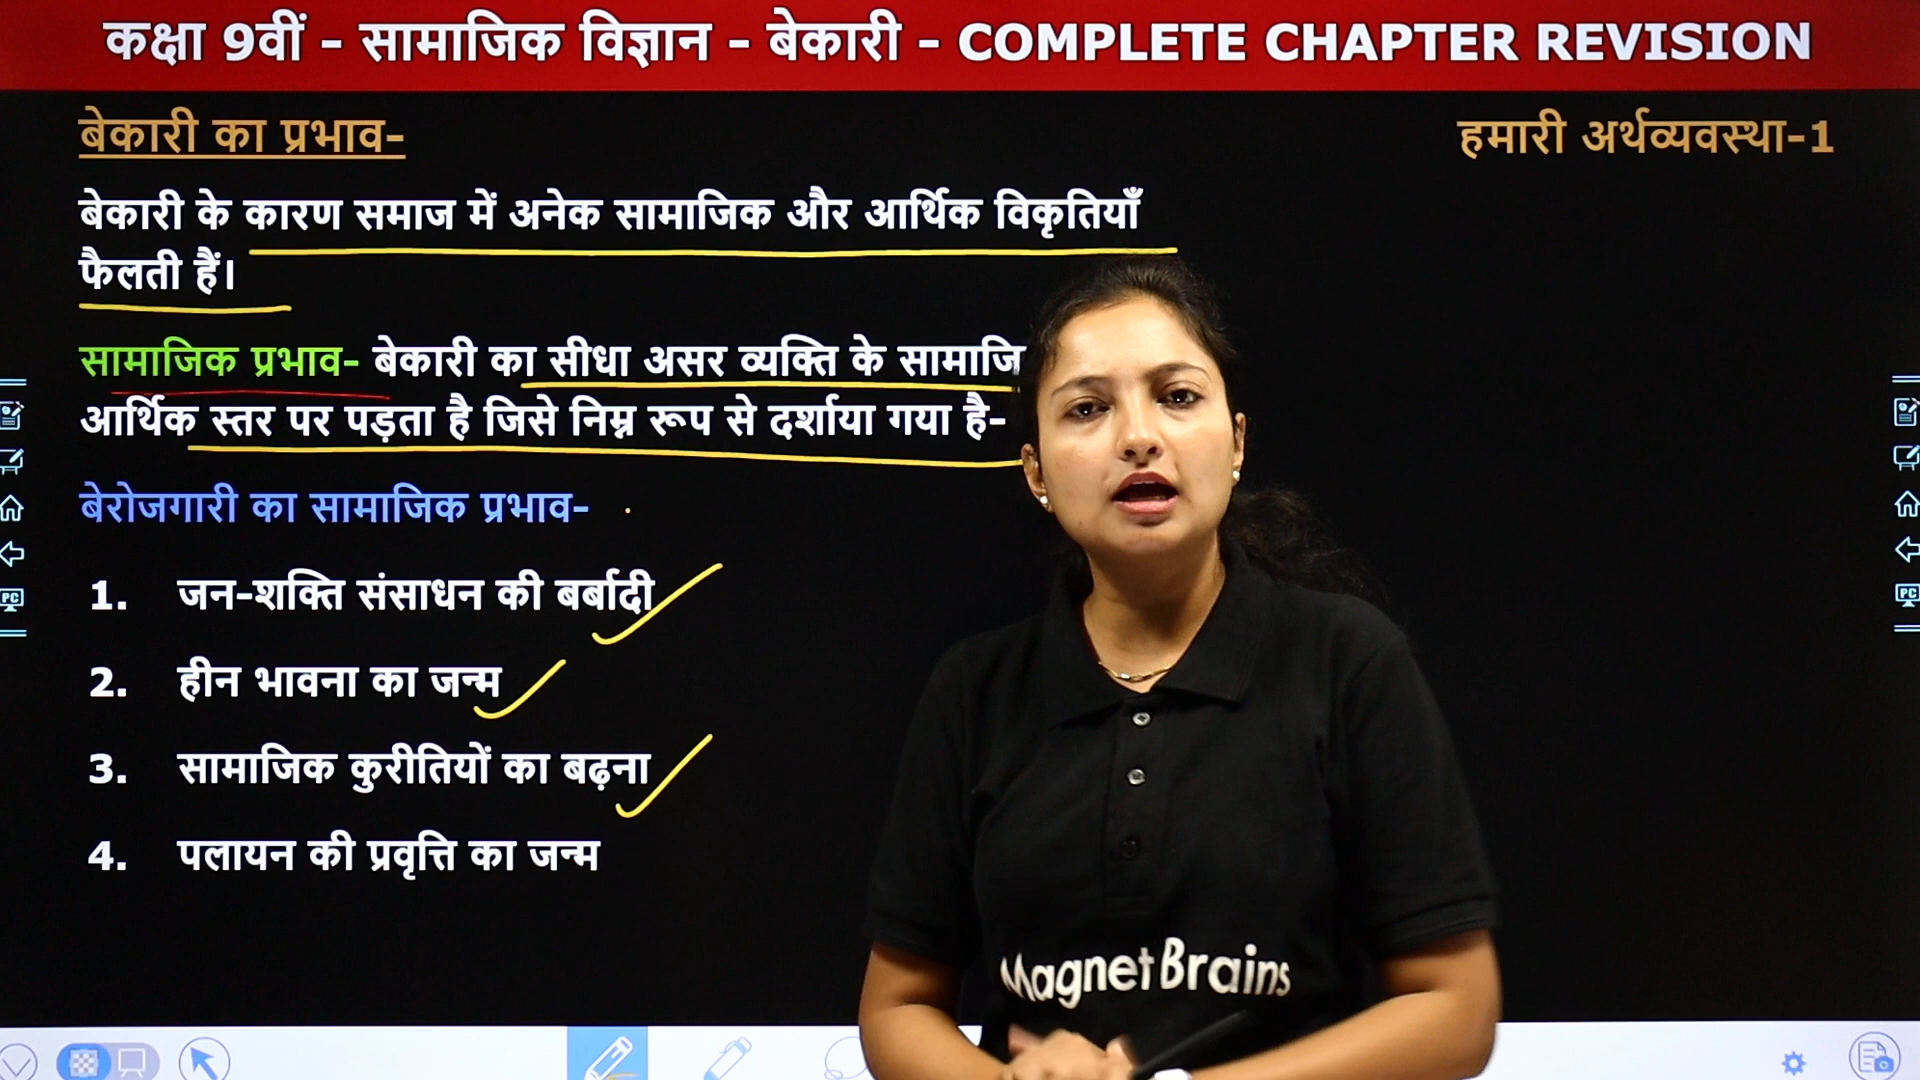 कक्षा 9वीं - सामाजिक विज्ञान - बेकारी - COMPLETE CHAPTER REVISION
बेकारी का प्रभाव-
हमारी अर्थव्यवस्था-1
बेकारी के कारण समाज में अनेक सामाजिक और आर्थिक विकृतियाँ
फैलती हैं।
सामाजिक प्रभाव- बेकारी का सीधा असर व्यक्ति के
आर्थिक स्तर पर पड़ता है जिसे निम्न रूप से दर्शाया गया है-
बेरोजगारी का सामाजिक प्रभाव-
1. जन-शक्ति संसाधन की बर्बादी
2. हीन भावना का जन्म
3. सामाजिक कुरीतियों का बढ़ना
4. पलायन की प्रवृत्ति का जन्म
MagnetBrains
PC
PC